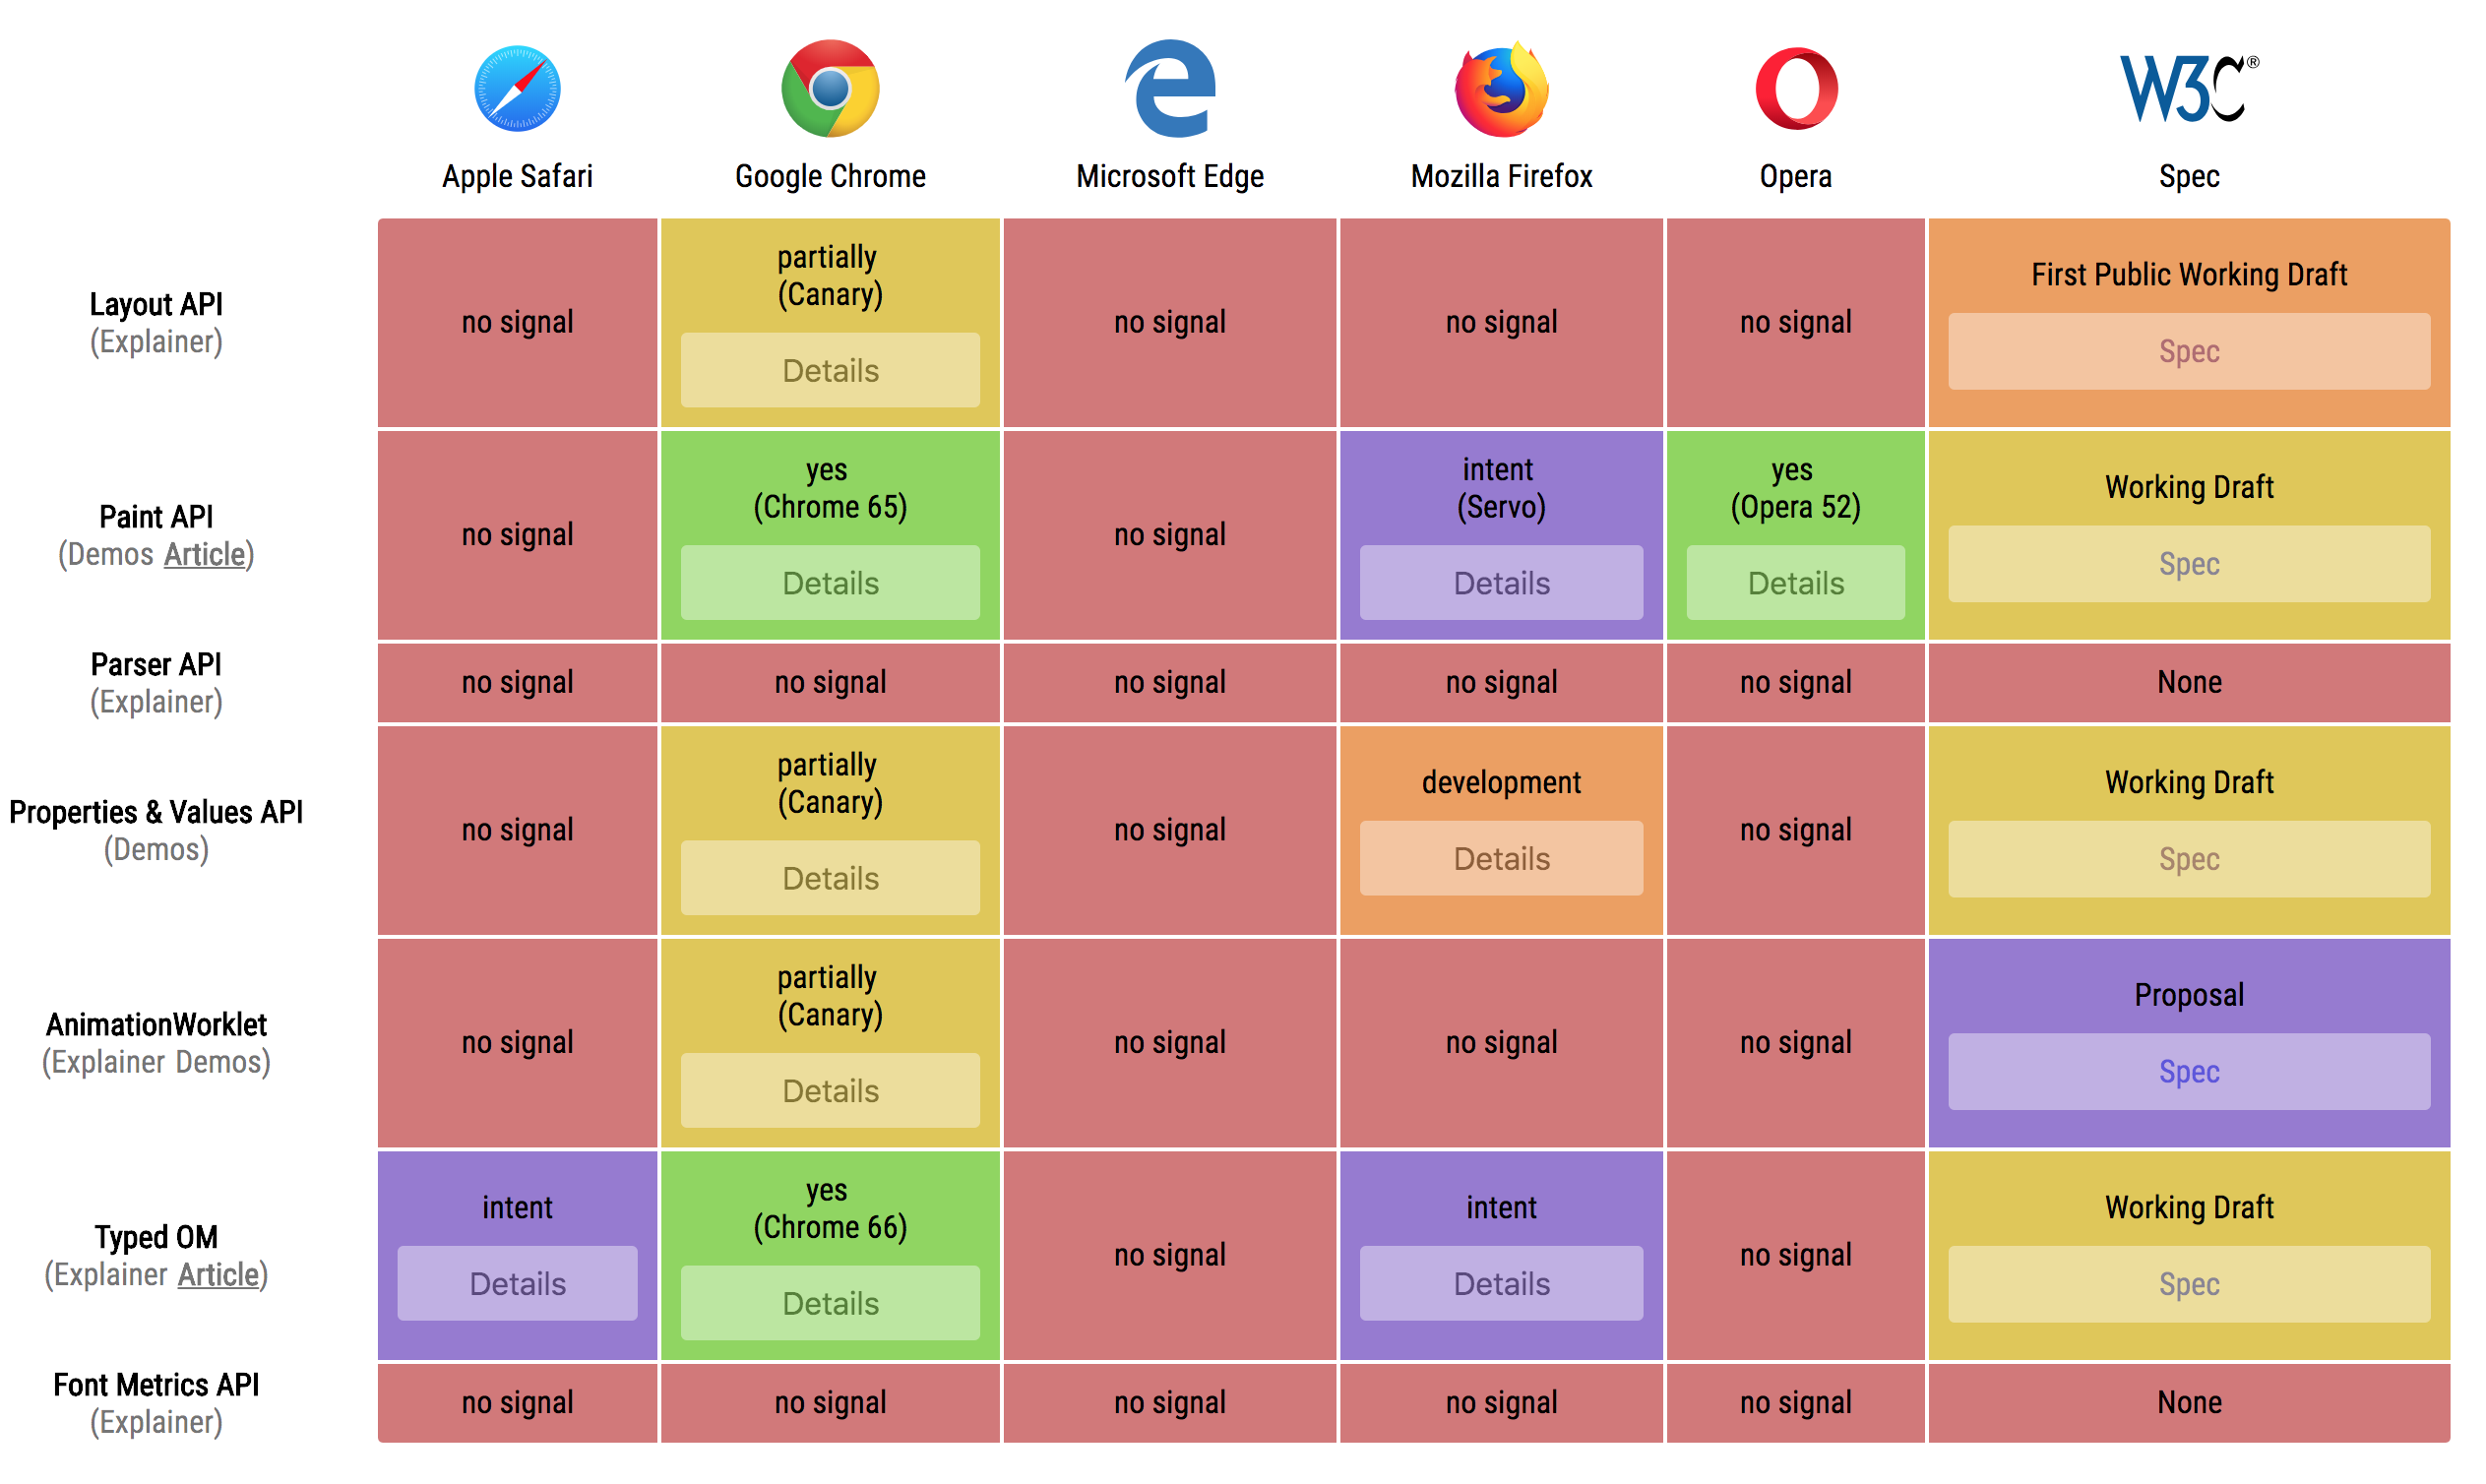 W3C®
Apple Safari
Google Chrome
Microsoft Edge
Mozilla Firefox
Opera
Spec
Layout API
(Explainer)
no signal
partially
(Canary)
Details
no signal
no signal
no signal
First Public Working Draft
Spec
Paint API
(Demos Article)
no signal
yes
(Chrome 65)
Details
no signal
intent
(Servo)
Details
yes
(Opera 52)
Details
Working Draft
Spec
Parser API
(Explainer)
no signal
no signal
no signal
no signal
no signal
None
Properties & Values API
(Demos)
no signal
partially
(Canary)
Details
no signal
development
Details
no signal
Working Draft
Spec
AnimationWorklet
(Explainer Demos)
no signal
partially
(Canary)
Details
no signal
no signal
no signal
Proposal
Spec
Typed OM
(Explainer Article)
intent
Details
yes
(Chrome 66)
Details
no signal
intent
Details
no signal
Working Draft
Spec
Font Metrics API
(Explainer)
no signal
no signal
no signal
no signal
no signal
None